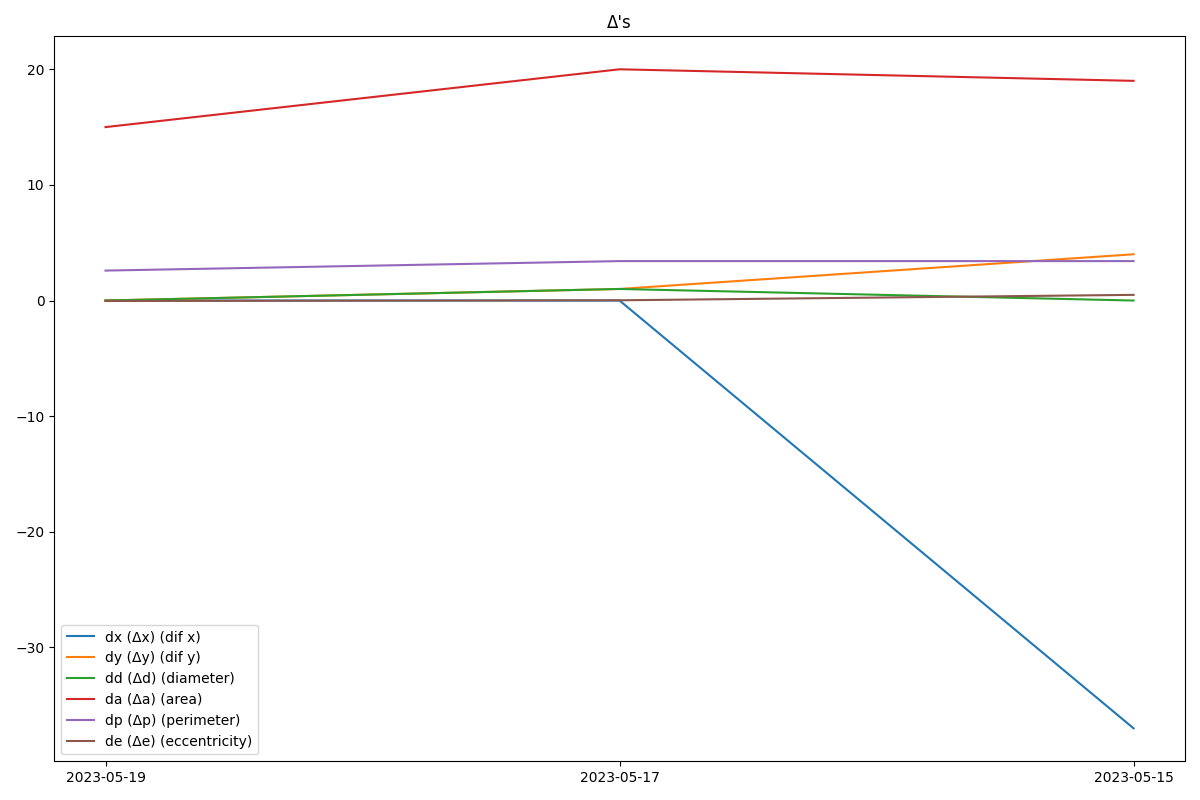 Δ's
20
10
0
−10
−20
−30
dx (Δx) (dif x)
dy (Δy) (dif y)
dd (Δd) (diameter)
da (Δa) (area)
dp (Δp) (perimeter)
de (Δe) (eccentricity)
2023-05-19 2023-05-17 2023-05-15